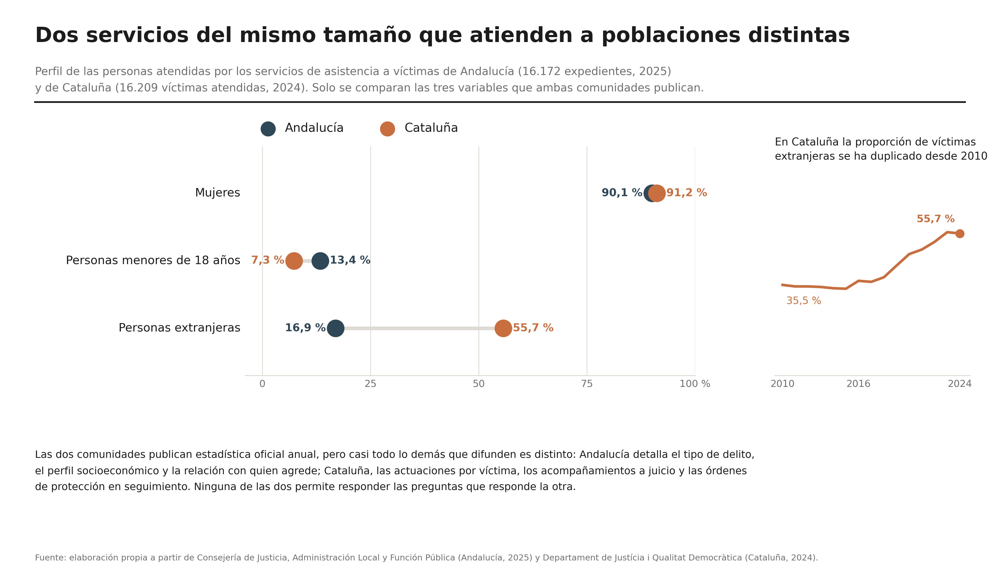 Dos servicios del mismo tamaño que atienden a poblaciones distintas
Perfil de las personas atendidas por los servicios de asistencia a víctimas de Andalucía (16.172 expedientes, 2025)
y de Cataluña (16.209 víctimas atendidas, 2024). Solo se comparan las tres variables que ambas comunidades publican.
Andalucía
Cataluña
Mujeres
90,1 %
91,2 %
Personas menores de 18 años
7,3 %
13,4 %
Personas extranjeras
16,9 %
55,7 %
0
25
50
75
100 %
En Cataluña la proporción de víctimas
extranjeras se ha duplicado desde 2010
55,7 %
35,5 %
2010
2016
2024
Las dos comunidades publican estadística oficial anual, pero casi todo lo demás que difunden es distinto: Andalucía detalla el tipo de delito,
el perfil socioeconómico y la relación con quien agrede; Cataluña, las actuaciones por víctima, los acompañamientos a juicio y las órdenes
de protección en seguimiento. Ninguna de las dos permite responder las preguntas que responde la otra.
Fuente: elaboración propia a partir de Consejería de Justicia, Administración Local y Función Pública (Andalucía, 2025) y Departament de Justícia i Qualitat Democràtica (Cataluña, 2024).